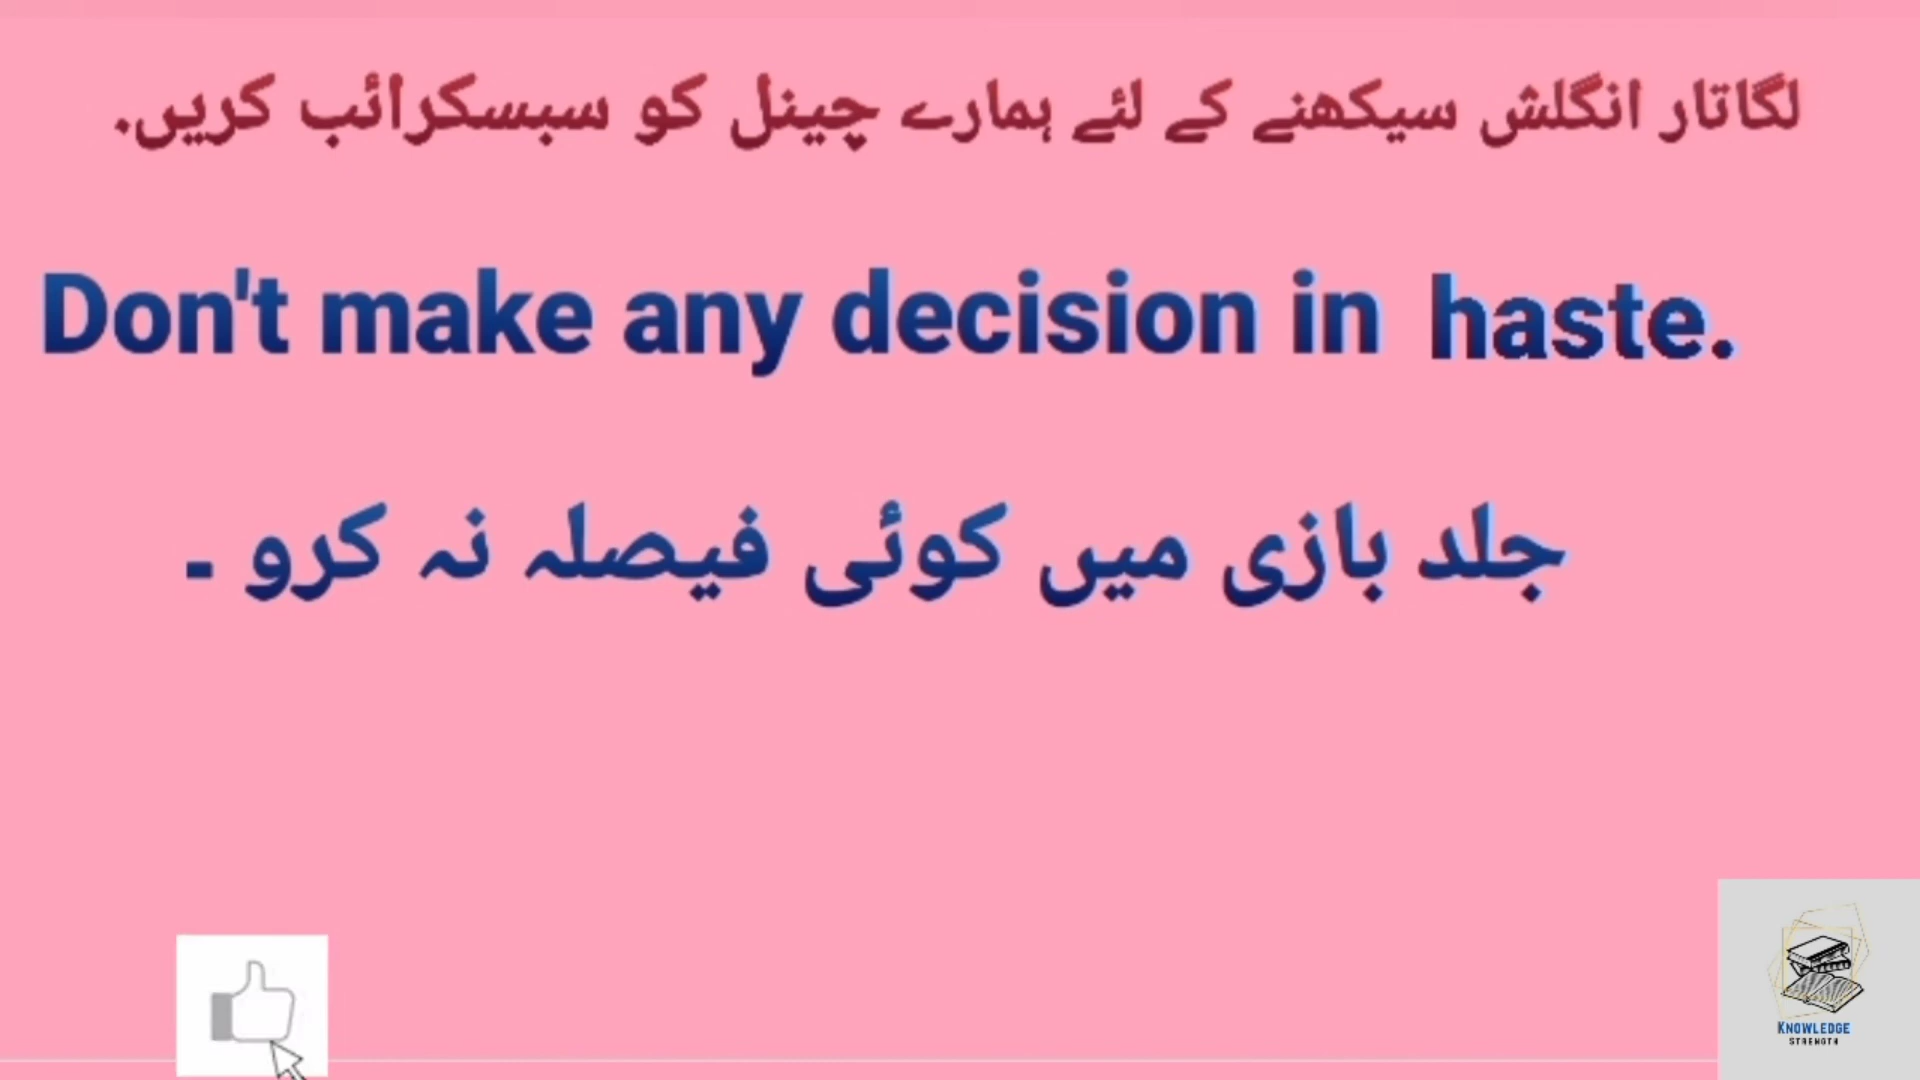 لگاتار انگلش سیکھنے کے لئے ہمارے چینل کو سبسکرائب کریں.
Don't make any decision in haste.
جلد بازی میں کوئی فیصلہ نہ کرو ۔
KNOWLEDGE
STRENGTH